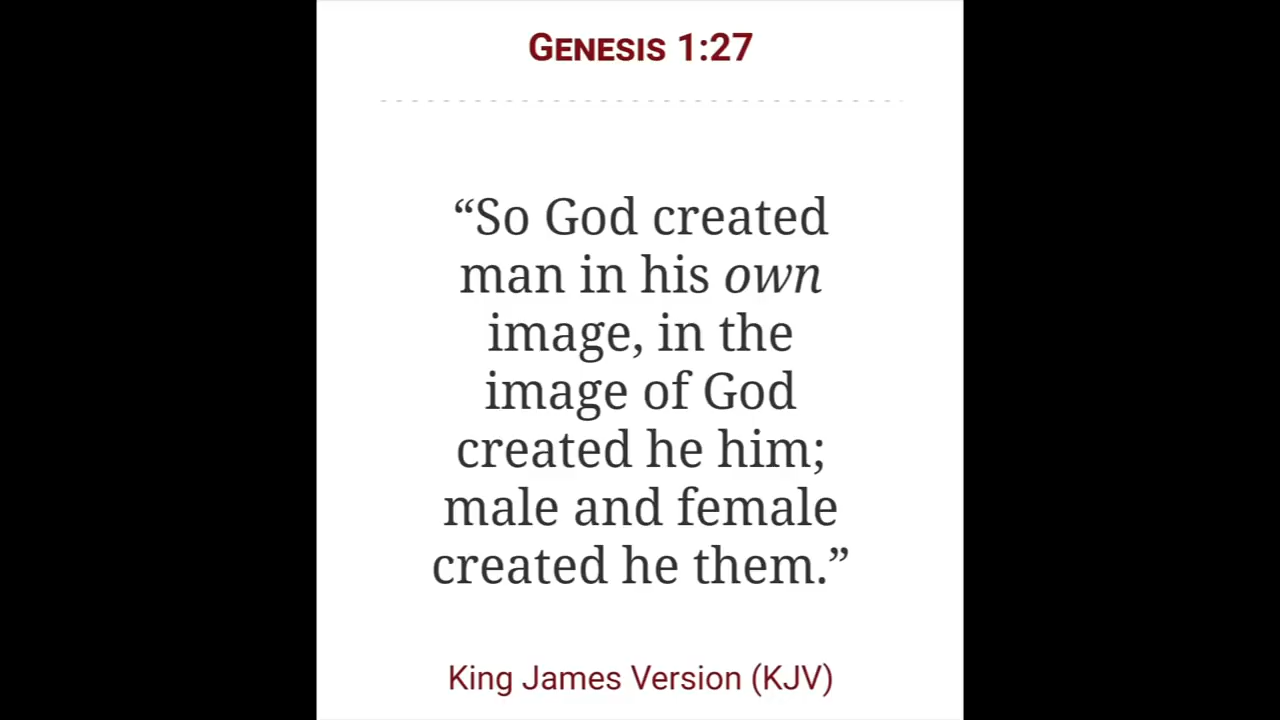 Genesis 1:27
“So God created
man in his own
image, in the
image of God
created he him;
male and female
created he them.”
King James Version (KJV)